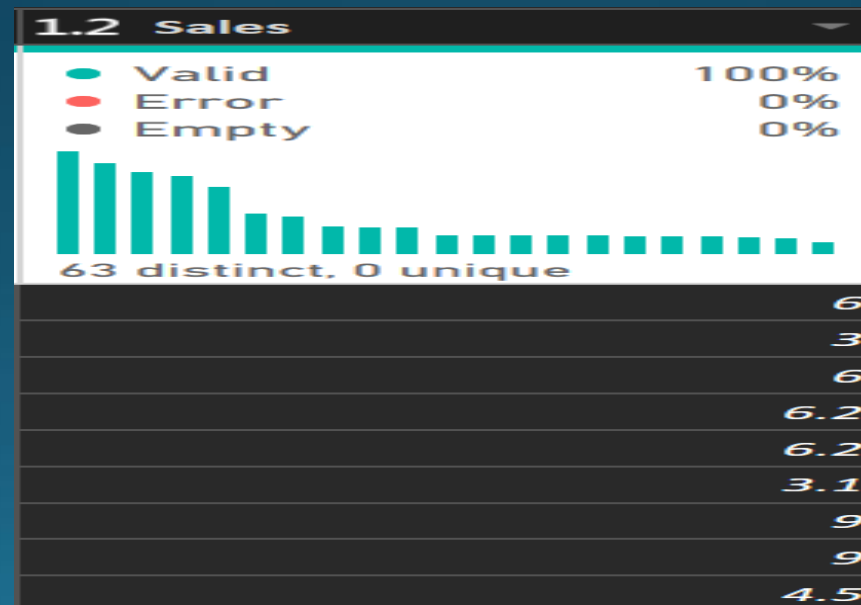 1.2 Sales
Valid 100%
Error 0%
Empty 0%
63 distinct, 0 unique
6
3
6
6.2
6.2
3.1
9
9
4.5